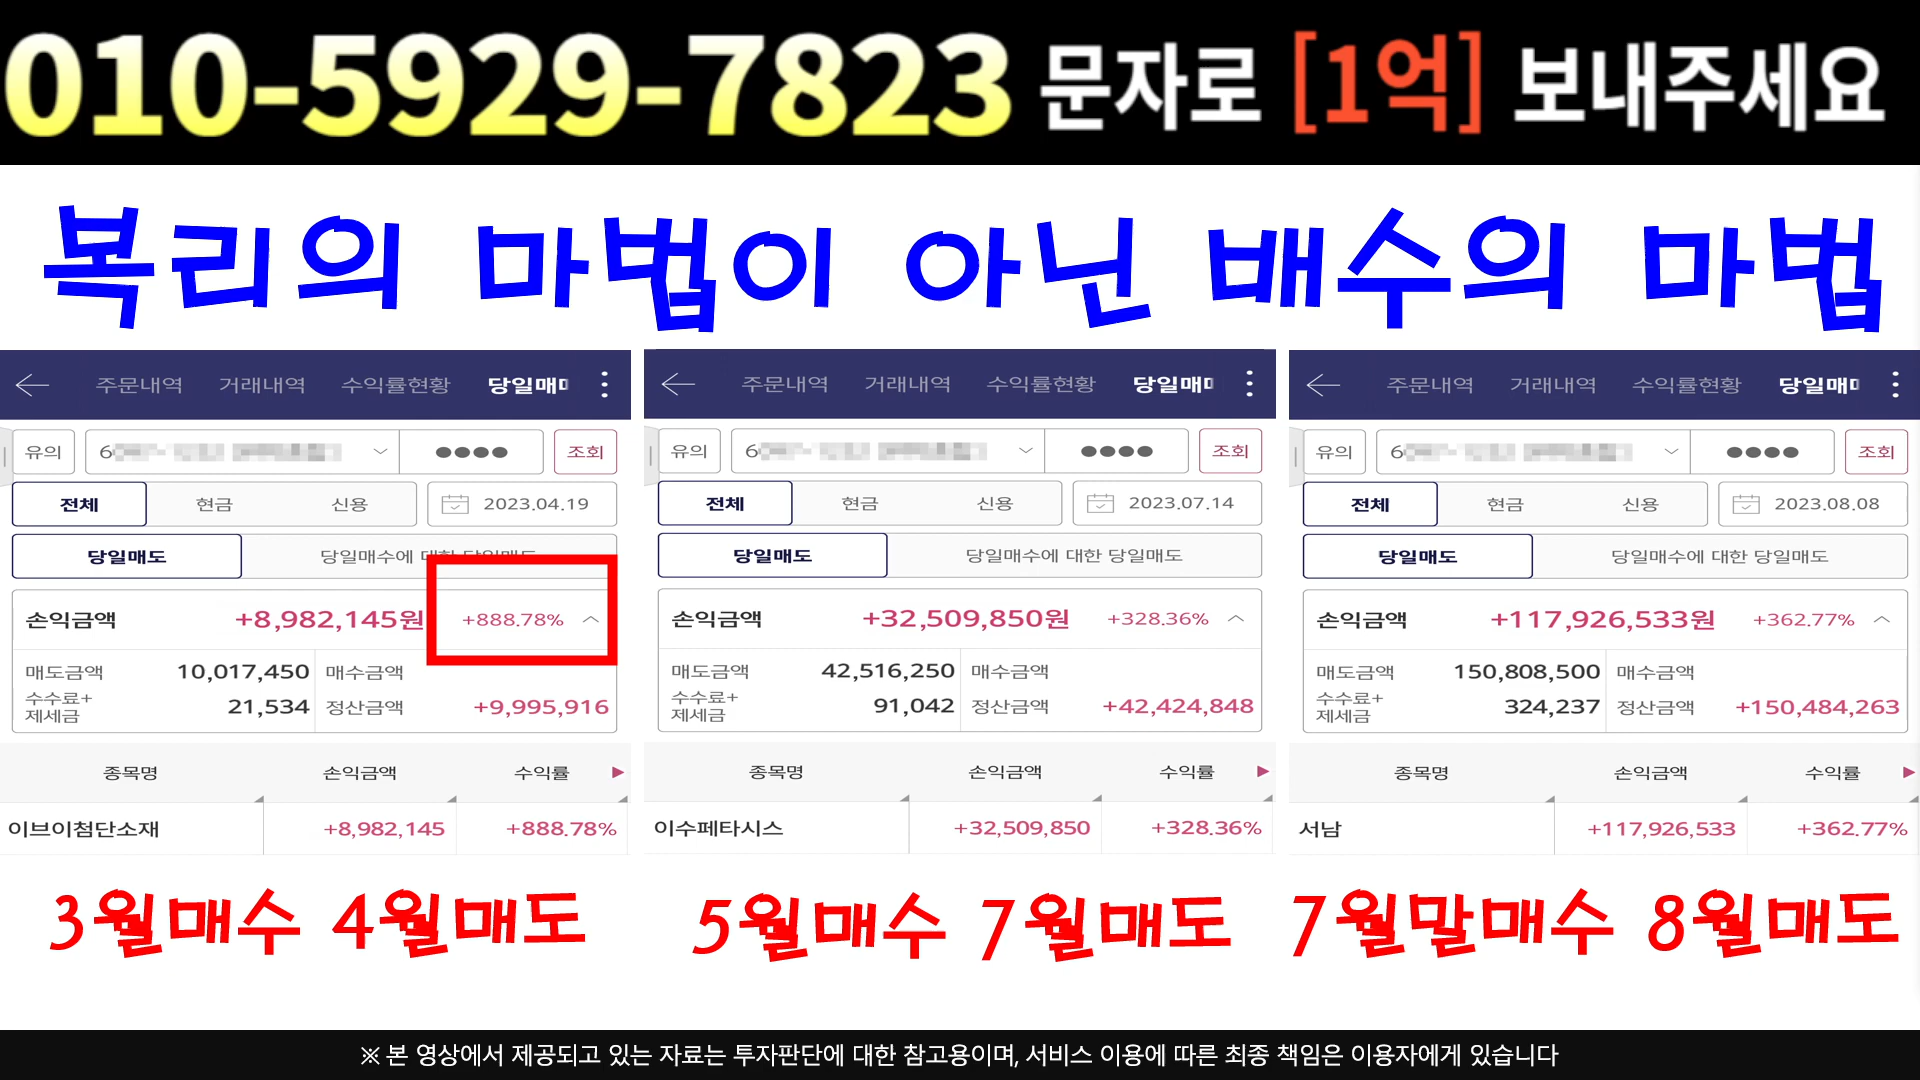 010-5929-7823 문자로 [1억] 보내주세요
복리의 마법이 아닌 배수의 마법
주문내역 거래내역 수익률현황 당일매매
유의 6 ●●●● 조회
전체 현금 신용 2023.04.19
당일매도 당일매수에 대한 당일매도
손익금액 +8,982,145원 +888.78%
매도금액 10,017,450 매수금액
수수료+
제세금 21,534 정산금액 +9,995,916
종목명 손익금액 수익률
이브이첨단소재 +8,982,145 +888.78%
3월매수 4월매도
주문내역 거래내역 수익률현황 당일매매
유의 6 ●●●● 조회
전체 현금 신용 2023.07.14
당일매도 당일매수에 대한 당일매도
손익금액 +32,509,850원 +328.36%
매도금액 42,516,250 매수금액
수수료+
제세금 91,042 정산금액 +42,424,848
종목명 손익금액 수익률
이수페타시스 +32,509,850 +328.36%
5월매수 7월매도
주문내역 거래내역 수익률현황 당일매매
유의 6 ●●●● 조회
전체 현금 신용 2023.08.08
당일매도 당일매수에 대한 당일매도
손익금액 +117,926,533원 +362.77%
매도금액 150,808,500 매수금액
수수료+
제세금 324,237 정산금액 +150,484,263
종목명 손익금액 수익률
서남 +117,926,533 +362.77%
7월말매수 8월매도
※ 본 영상에서 제공되고 있는 자료는 투자판단에 대한 참고용이며, 서비스 이용에 따른 최종 책임은 이용자에게 있습니다